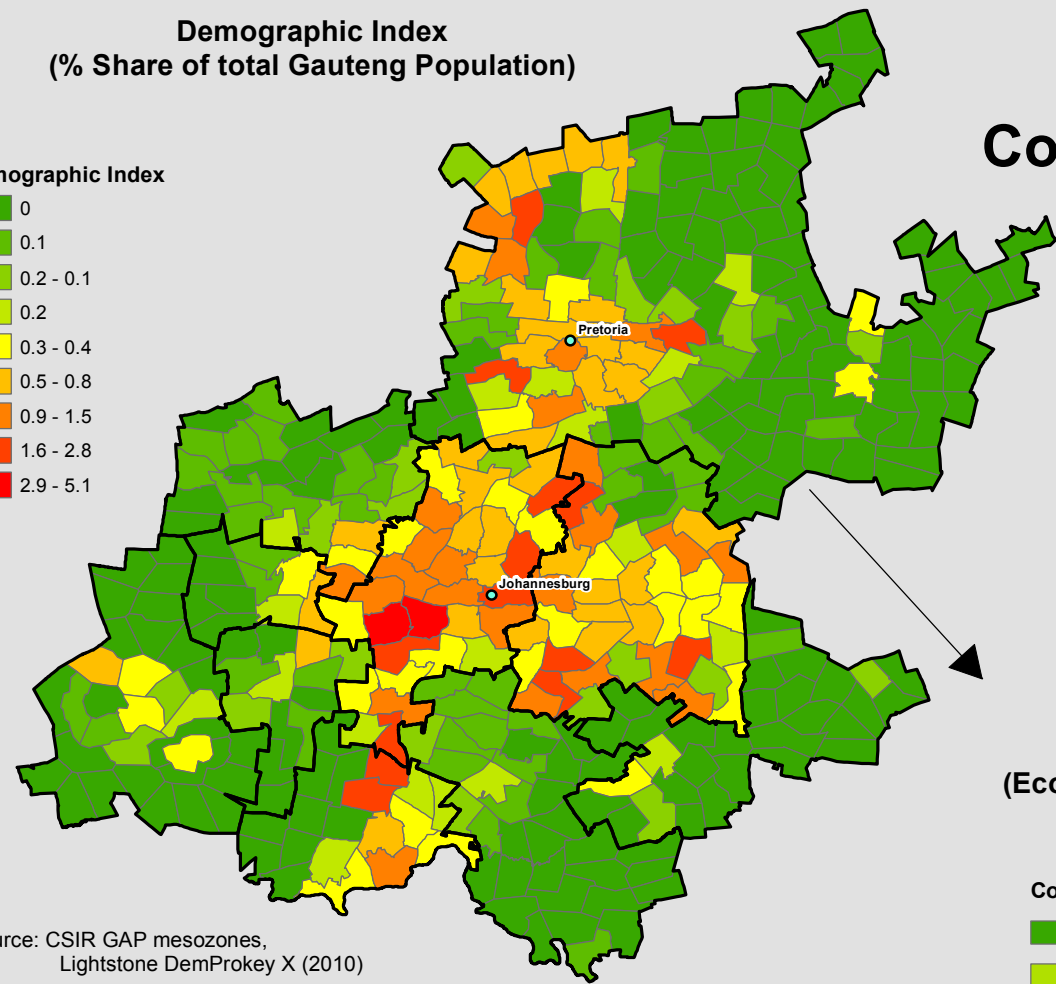 Demographic Index
(% Share of total Gauteng Population)
Co
mographic Index
0
0.1
0.2 - 0.1
0.2
0.3 - 0.4
0.5 - 0.8
0.9 - 1.5
1.6 - 2.8
2.9 - 5.1
Pretoria
Johannesburg
(Eco
Co
urce: CSIR GAP mesozones,
Lightstone DemProkey X (2010)